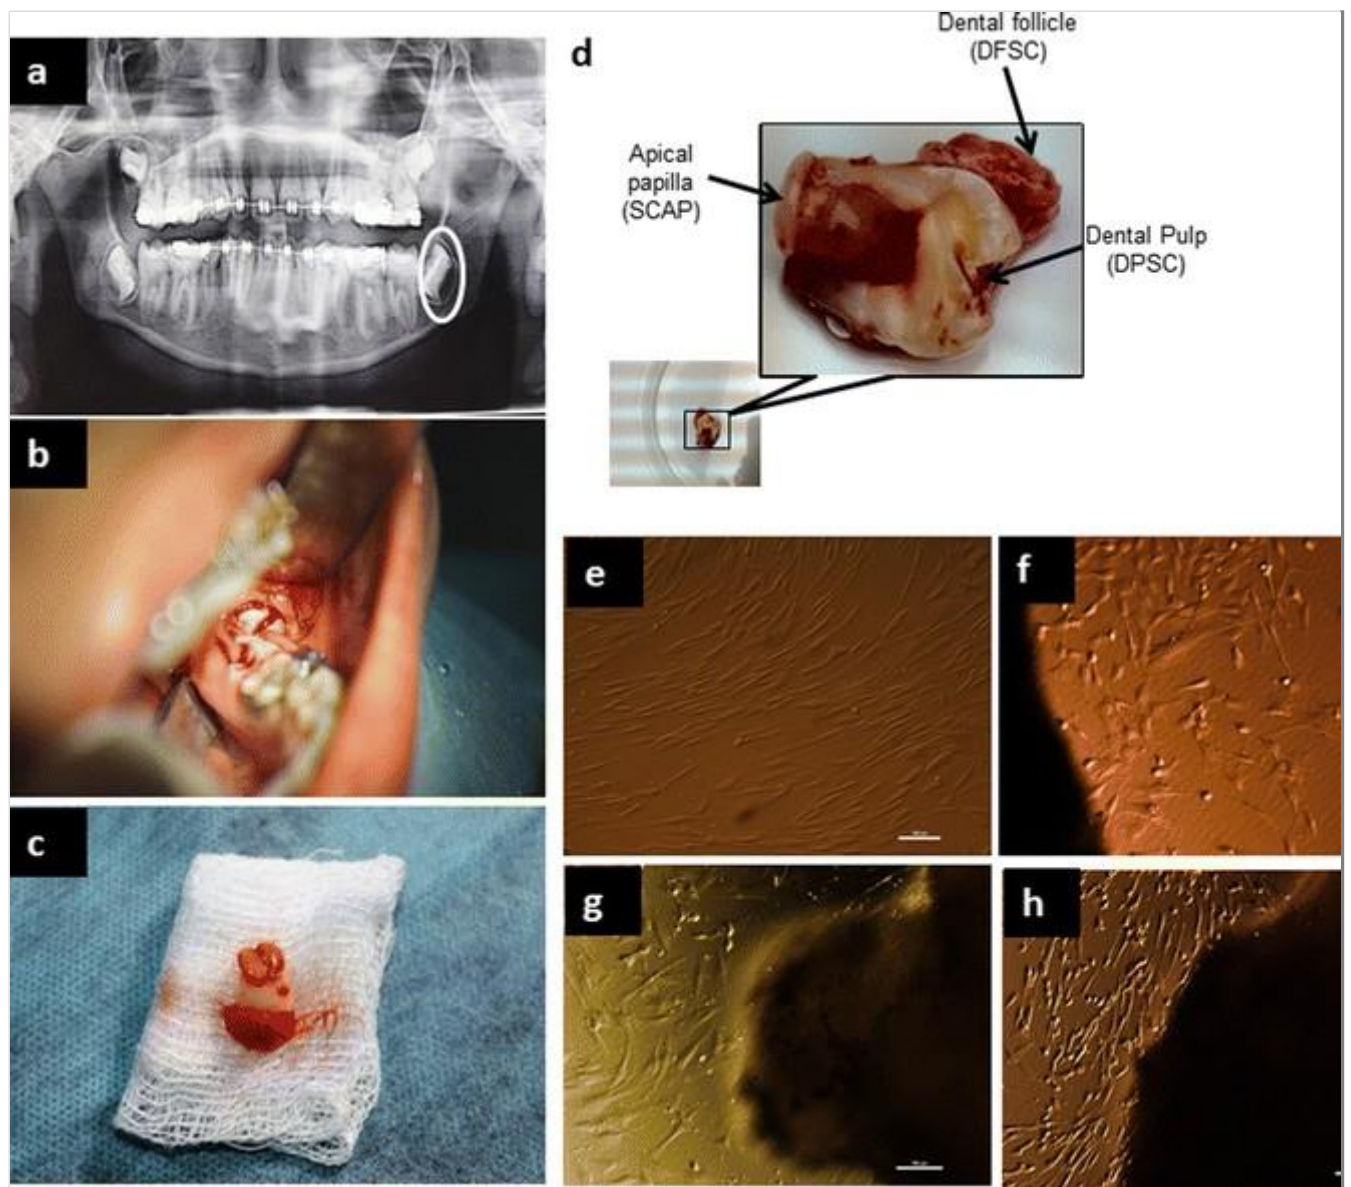 a
b
c
d
Dental follicle
(DFSC)
Apical
papilla
(SCAP)
Dental Pulp
(DPSC)
e
f
g
h